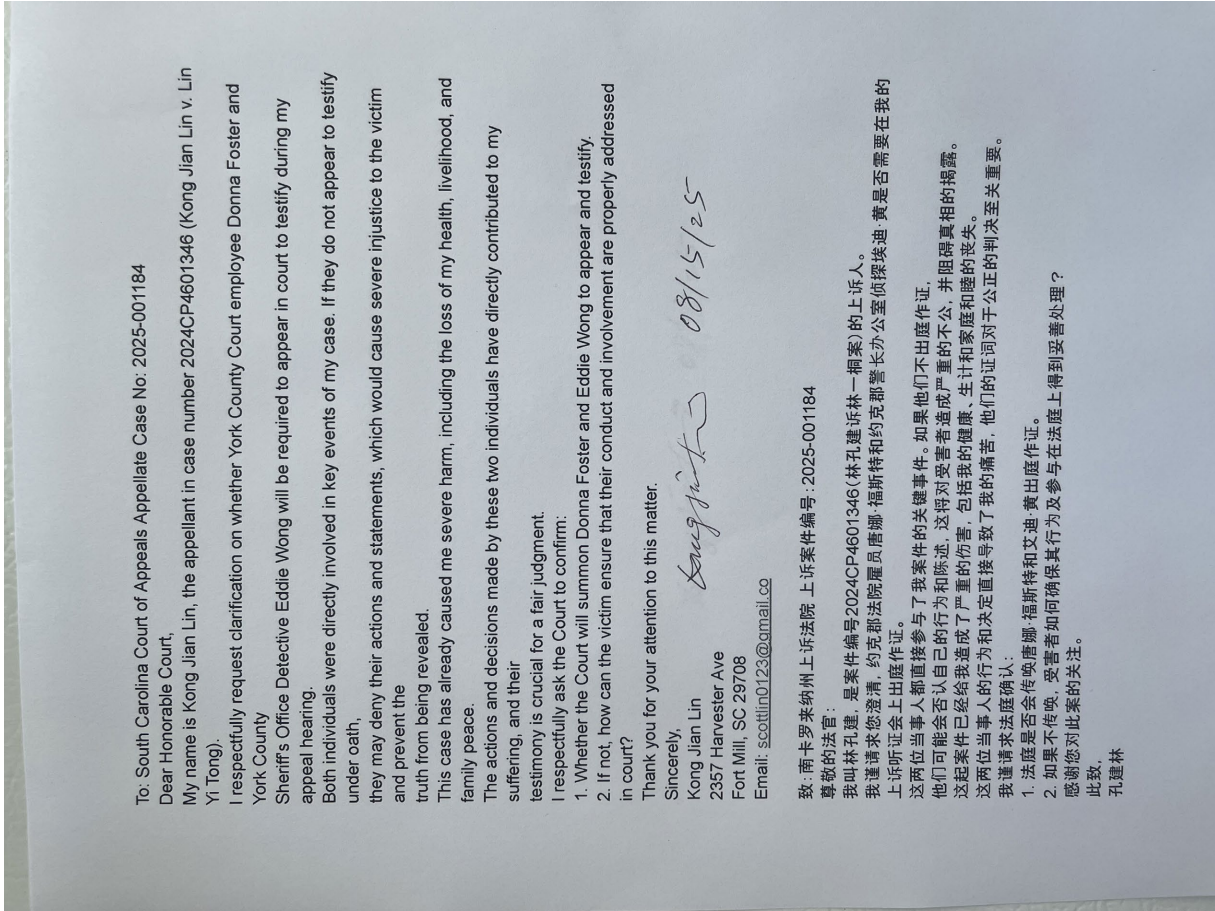 To: South Carolina Court of Appeals Appellate Case No: 2025-001184
Dear Honorable Court,
My name is Kong Jian Lin, the appellant in case number 2024CP4601346 (Kong Jian Lin v. Lin
Yi Tong).
I respectfully request clarification on whether York County Court employee Donna Foster and
York County
Sheriff's Office Detective Eddie Wong will be required to appear in court to testify during my
appeal hearing.
Both individuals were directly involved in key events of my case. If they do not appear to testify
under oath,
they may deny their actions and statements, which would cause severe injustice to the victim
and prevent the
truth from being revealed.
This case has already caused me severe harm, including the loss of my health, livelihood, and
family peace.
The actions and decisions made by these two individuals have directly contributed to my
suffering, and their
testimony is crucial for a fair judgment.
I respectfully ask the Court to confirm:
1. Whether the Court will summon Donna Foster and Eddie Wong to appear and testify.
2. If not, how can the victim ensure that their conduct and involvement are properly addressed
in court?
Thank you for your attention to this matter.
Sincerely,
Kong Jian Lin
08/15/25
2357 Harvester Ave
Fort Mill, SC 29708
Email: scottlin0123@gmail.co
致:南卡罗来纳州上诉法院 上诉案件编号:2025-001184
尊敬的法官:
我叫林孔建, 是案件编号2024CP4601346(林孔建诉林一桐案)的上诉人。
我谨请求您澄清, 约克郡法院雇员唐娜·福斯特和约克郡警长办公室侦探埃迪·黄是否需要在我的
上诉听证会上出庭作证。
这两位当事人都直接参与了我案件的关键事件。如果他们不出庭作证,
他们可能会否认自己的行为和陈述, 这将对受害者造成严重的不公, 并阻碍真相的揭露。
这起案件已经给我造成了严重的伤害, 包括我的健康、生计和家庭和睦的丧失。
这两位当事人的行为和决定直接导致了我的痛苦, 他们的证词对于公正的判决至关重要。
我谨请求法庭确认:
1. 法庭是否会传唤唐娜·福斯特和艾迪·黄出庭作证。
2. 如果不传唤, 受害者如何确保其行为及参与在法庭上得到妥善处理?
感谢您对此案的关注。
此致,
孔建林